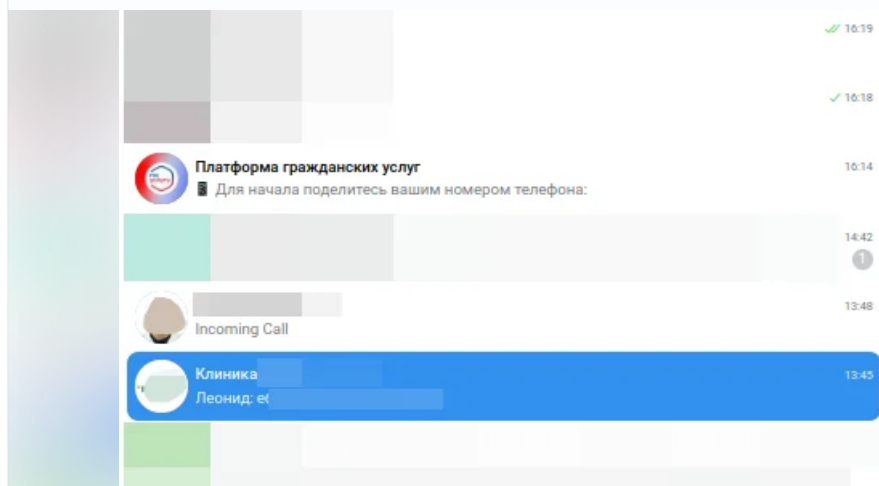 16:19
16:18
Платформа гражданских услуг 16:14
Для начала поделитесь вашим номером телефона:
14:42
1
13:48
Incoming Call
Клиника 13:45
Леонид: